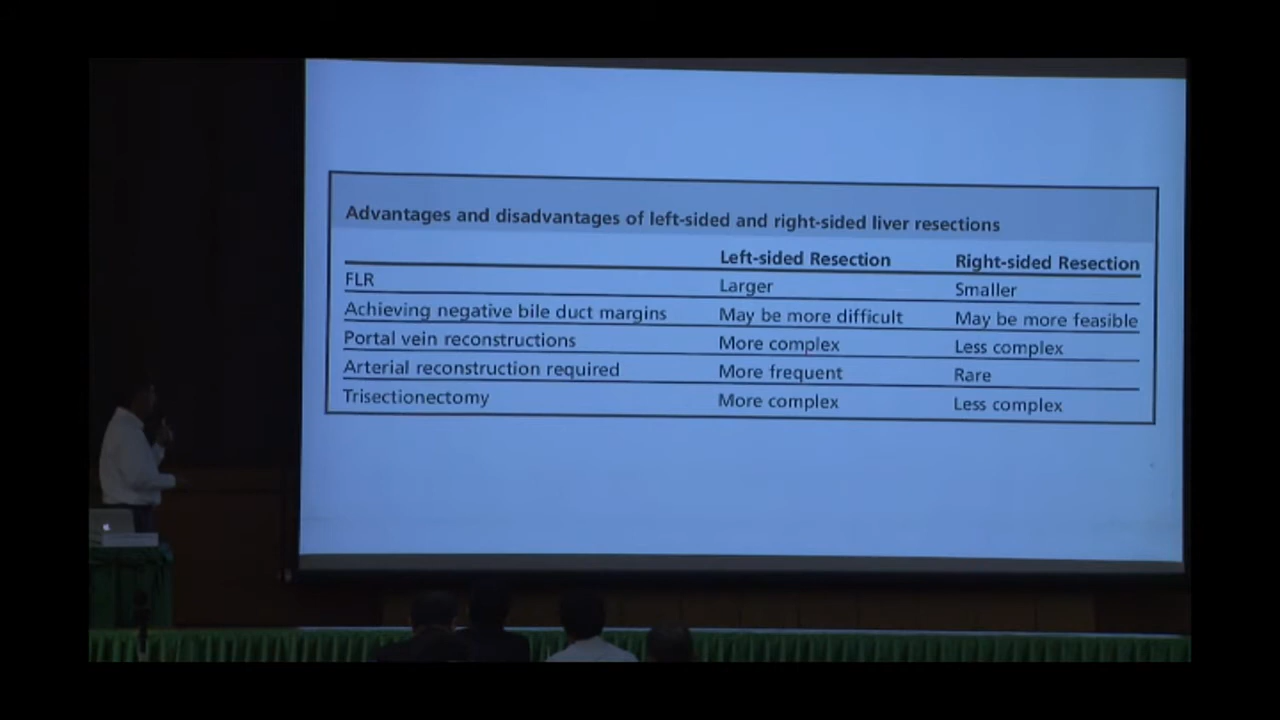 Advantages and disadvantages of left-sided and right-sided liver resections
Left-sided Resection Right-sided Resection
FLR Larger Smaller
Achieving negative bile duct margins May be more difficult May be more feasible
Portal vein reconstructions More complex Less complex
Arterial reconstruction required More frequent Rare
Trisectionectomy More complex Less complex